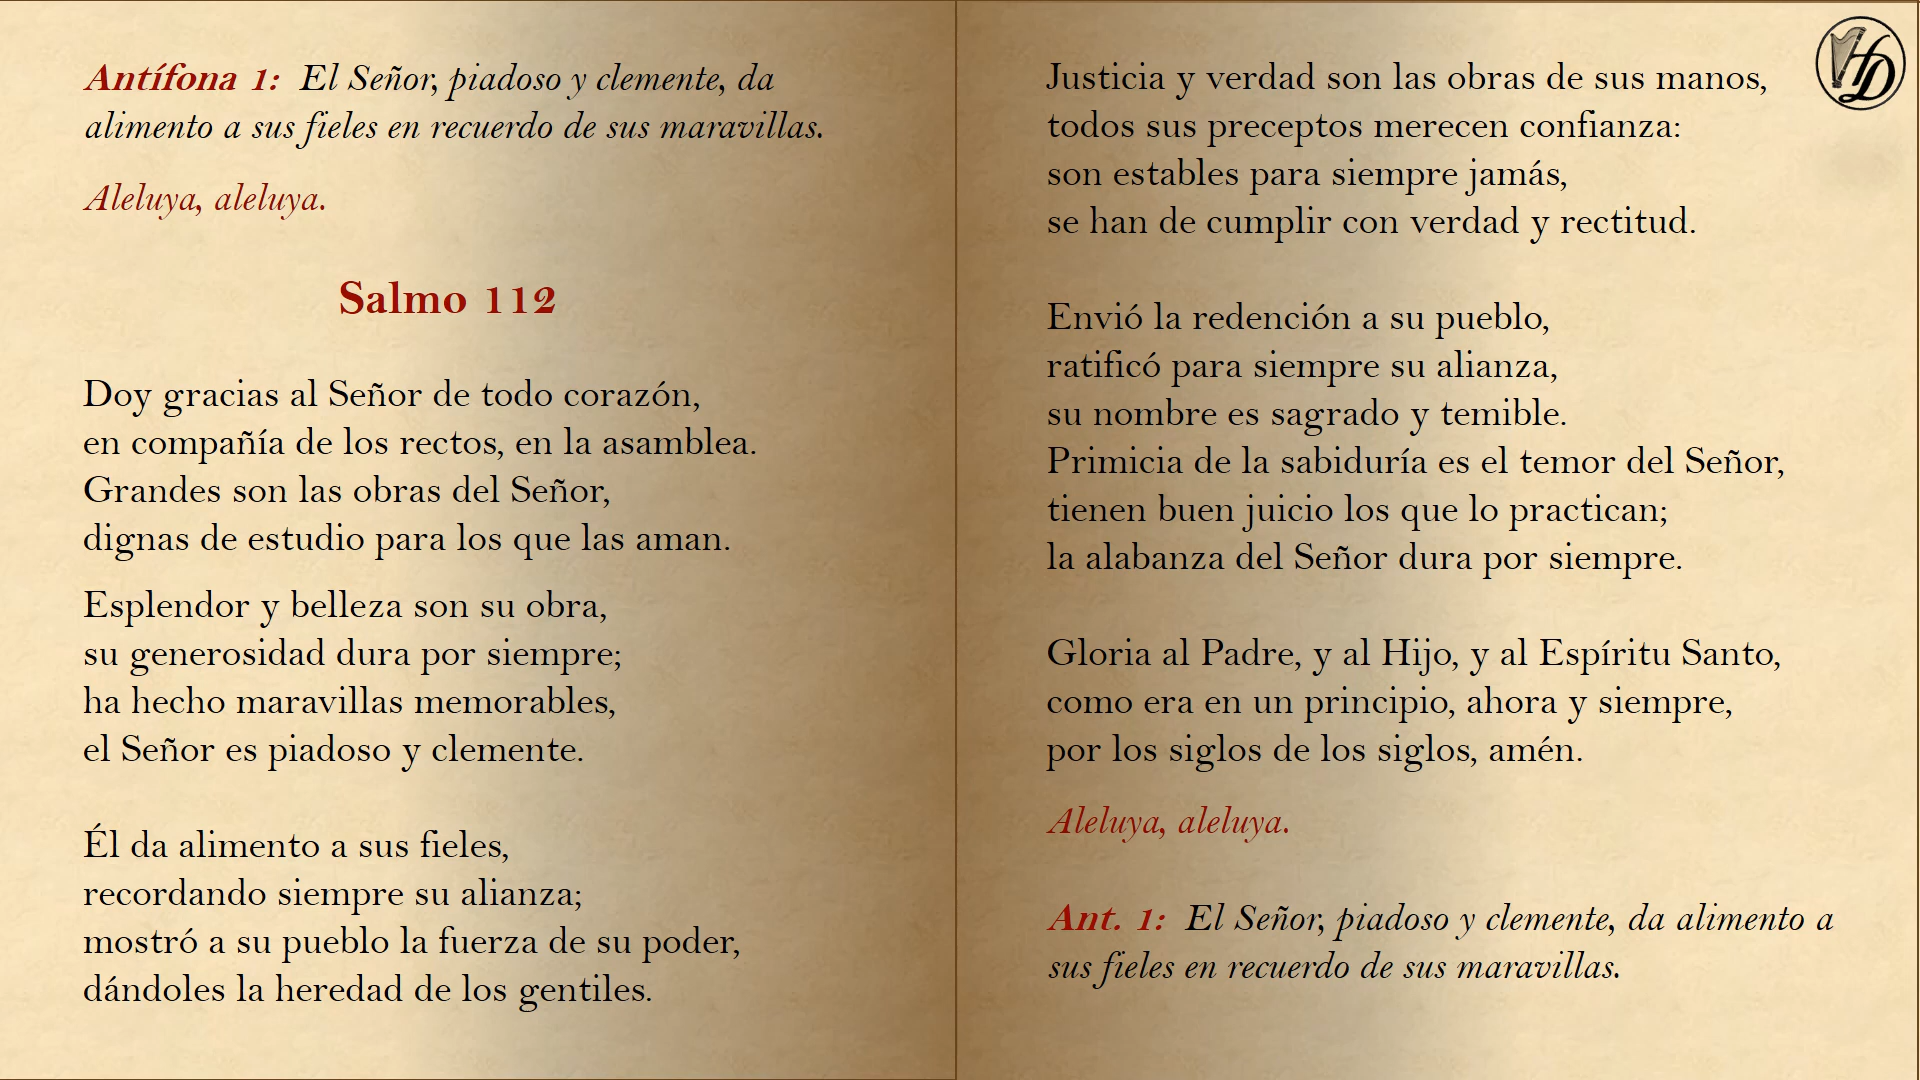 Antífona 1: El Señor, piadoso y clemente, da
alimento a sus fieles en recuerdo de sus maravillas.
Aleluya, aleluya.
Salmo 112
Doy gracias al Señor de todo corazón,
en compañía de los rectos, en la asamblea.
Grandes son las obras del Señor,
dignas de estudio para los que las aman.
Esplendor y belleza son su obra,
su generosidad dura por siempre;
ha hecho maravillas memorables,
el Señor es piadoso y clemente.
Él da alimento a sus fieles,
recordando siempre su alianza;
mostró a su pueblo la fuerza de su poder,
dándoles la heredad de los gentiles.
Justicia y verdad son las obras de sus manos,
todos sus preceptos merecen confianza:
son estables para siempre jamás,
se han de cumplir con verdad y rectitud.
Envió la redención a su pueblo,
ratificó para siempre su alianza,
su nombre es sagrado y temible.
Primicia de la sabiduría es el temor del Señor,
tienen buen juicio los que lo practican;
la alabanza del Señor dura por siempre.
Gloria al Padre, y al Hijo, y al Espíritu Santo,
como era en un principio, ahora y siempre,
por los siglos de los siglos, amén.
Aleluya, aleluya.
Ant. 1: El Señor, piadoso y clemente, da alimento a
sus fieles en recuerdo de sus maravillas.
HD